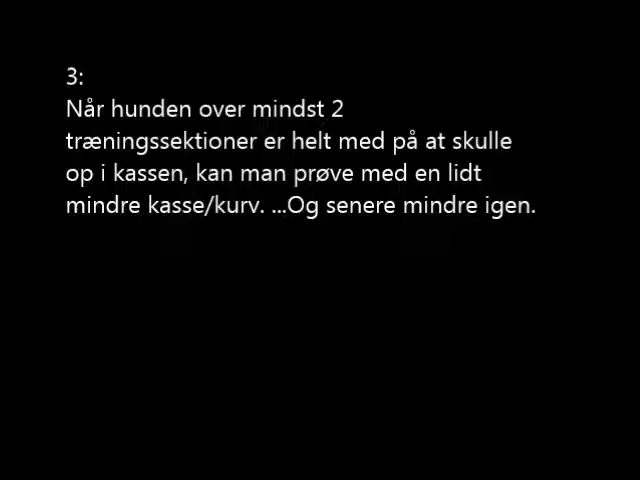 3:
Når hunden over mindst 2
træningssektioner er helt med på at skulle
op i kassen, kan man prøve med en lidt
mindre kasse/kurv. ...Og senere mindre igen.